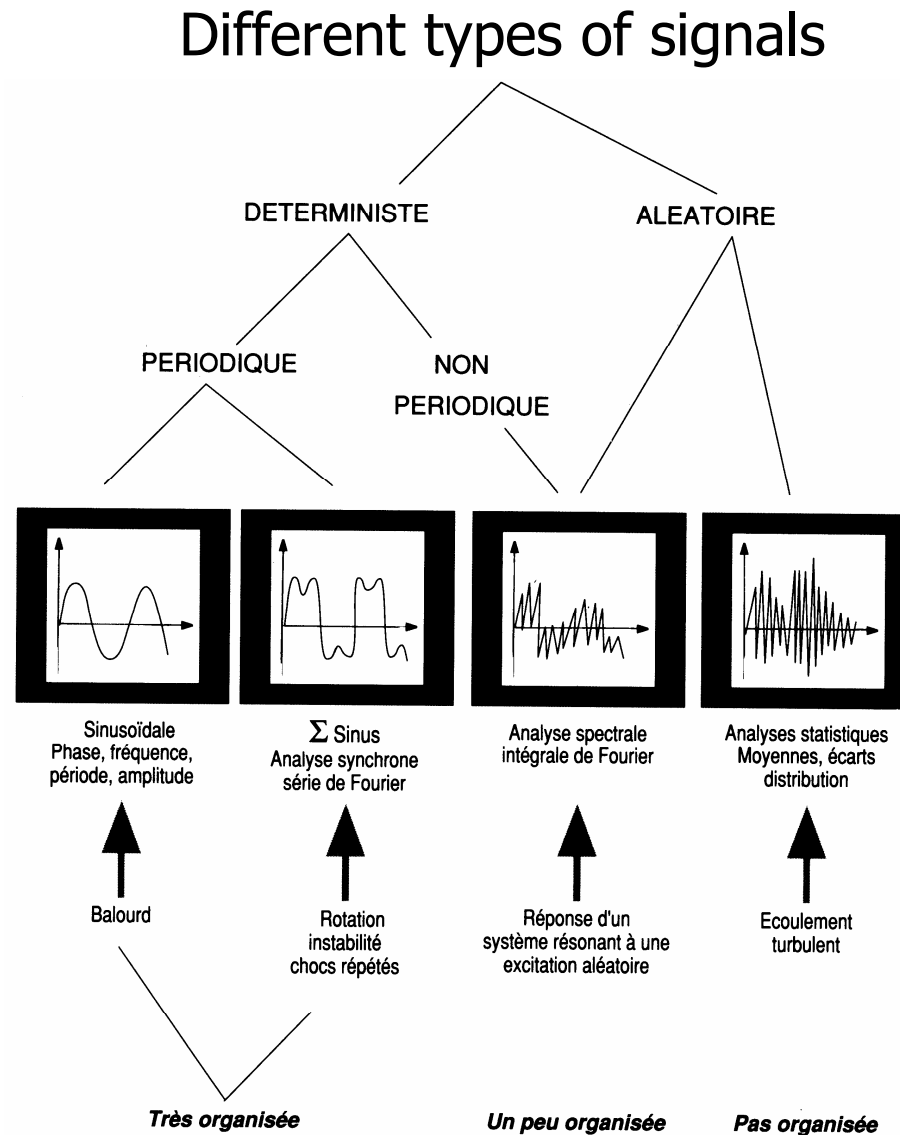 Different types of signals
DETERMINISTE
ALEATOIRE
PERIODIQUE
NON
PERIODIQUE
Sinusoïdale
Phase, fréquence,
période, amplitude
Σ Sinus
Analyse synchrone
série de Fourier
Analyse spectrale
intégrale de Fourier
Analyses statistiques
Moyennes, écarts
distribution
Balourd
Rotation
instabilité
chocs répétés
Réponse d'un
système résonant à une
excitation aléatoire
Ecoulement
turbulent
Très organisée
Un peu organisée
Pas organisée